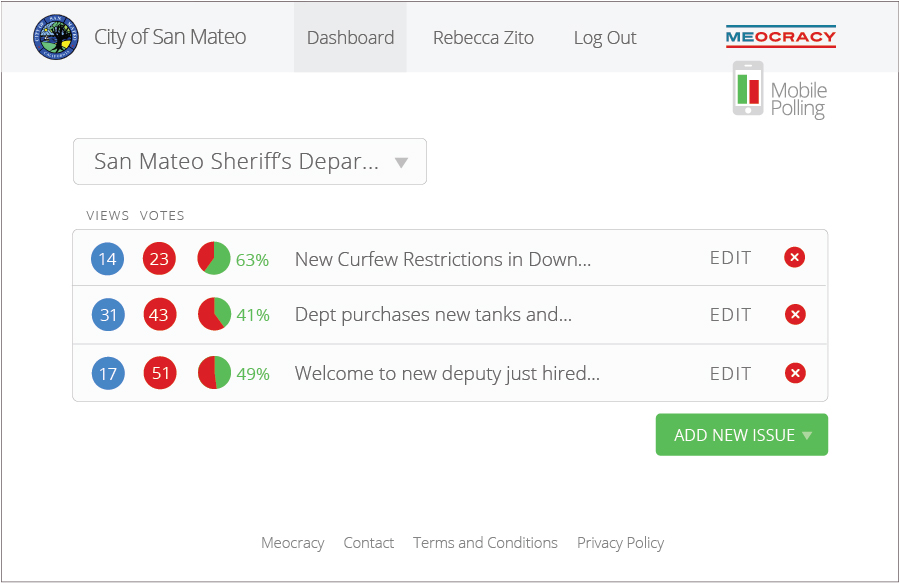 City of San Mateo
Dashboard
Rebecca Zito
Log Out
MEOCRACY
Mobile
Polling
San Mateo Sheriff's Depar...
VIEWS VOTES
14 23 63% New Curfew Restrictions in Down... EDIT
31 43 41% Dept purchases new tanks and... EDIT
17 51 49% Welcome to new deputy just hired... EDIT
ADD NEW ISSUE
Meocracy Contact Terms and Conditions Privacy Policy